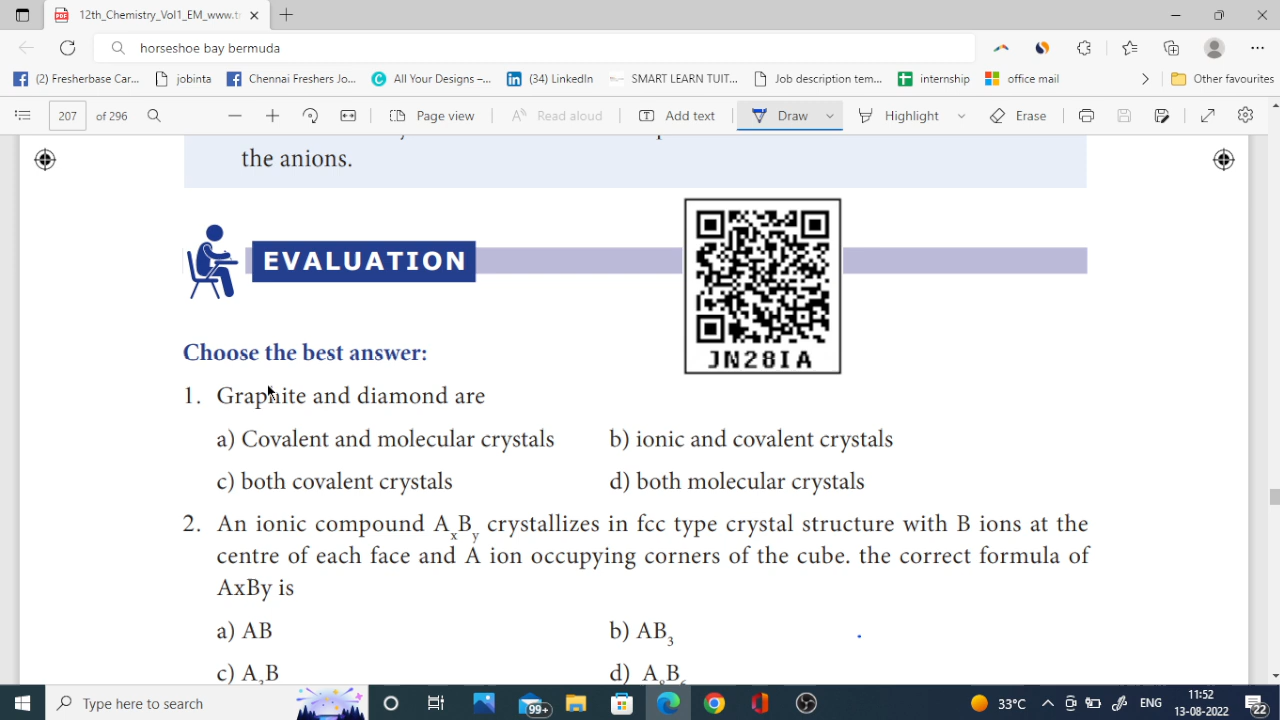 12th_Chemistry_Vol1_EM_www.tr
horseshoe bay bermuda
(2) Fresherbase Car... jobinta Chennai Freshers Jo... All Your Designs –... (34) LinkedIn SMART LEARN TUIT... Job description tem... internship office mail Other favourites
207 of 296 Page view Read aloud Add text Draw Highlight Erase
the anions.
EVALUATION
JN28IA
Choose the best answer:
1. Graphite and diamond are
a) Covalent and molecular crystals b) ionic and covalent crystals
c) both covalent crystals d) both molecular crystals
2. An ionic compound AxBy crystallizes in fcc type crystal structure with B ions at the
centre of each face and A ion occupying corners of the cube. the correct formula of
AxBy is
a) AB b) AB3
c) A3B d) A8B6
Type here to search 99+ 33°C ENG 11:52
13-08-2022 22